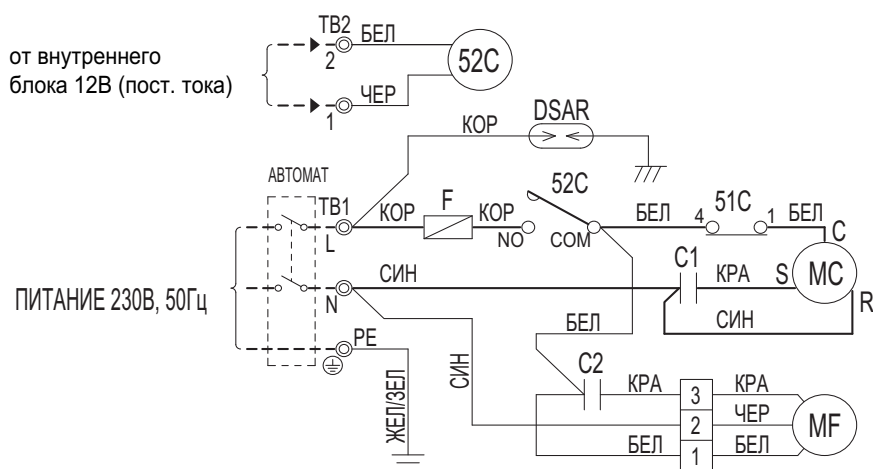 от внутреннего
блока 12В (пост. тока)
TB2
БЕЛ
2
52C
ЧЕР
1
КОР
DSAR
АВТОМАТ
TB1
КОР
F
КОР
52C
БЕЛ
4
51C
1
БЕЛ
L
NO
COM
C
C1
СИН
КРА
S
MC
R
ПИТАНИЕ 230В, 50Гц
N
СИН
PE
БЕЛ
ЖЕЛ/ЗЕЛ
СИН
C2
КРА
3
КРА
2
ЧЕР
MF
БЕЛ
1
БЕЛ